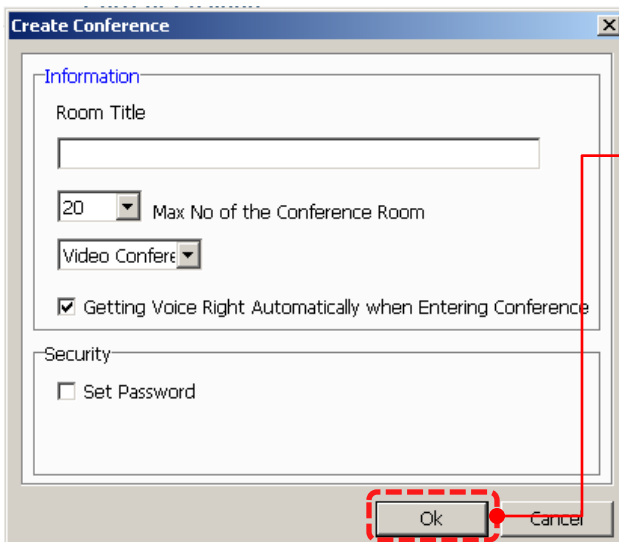 Create Conference
Information
Room Title
20 Max No of the Conference Room
Video Confere
Getting Voice Right Automatically when Entering Conference
Security
Set Password
Ok Cancel